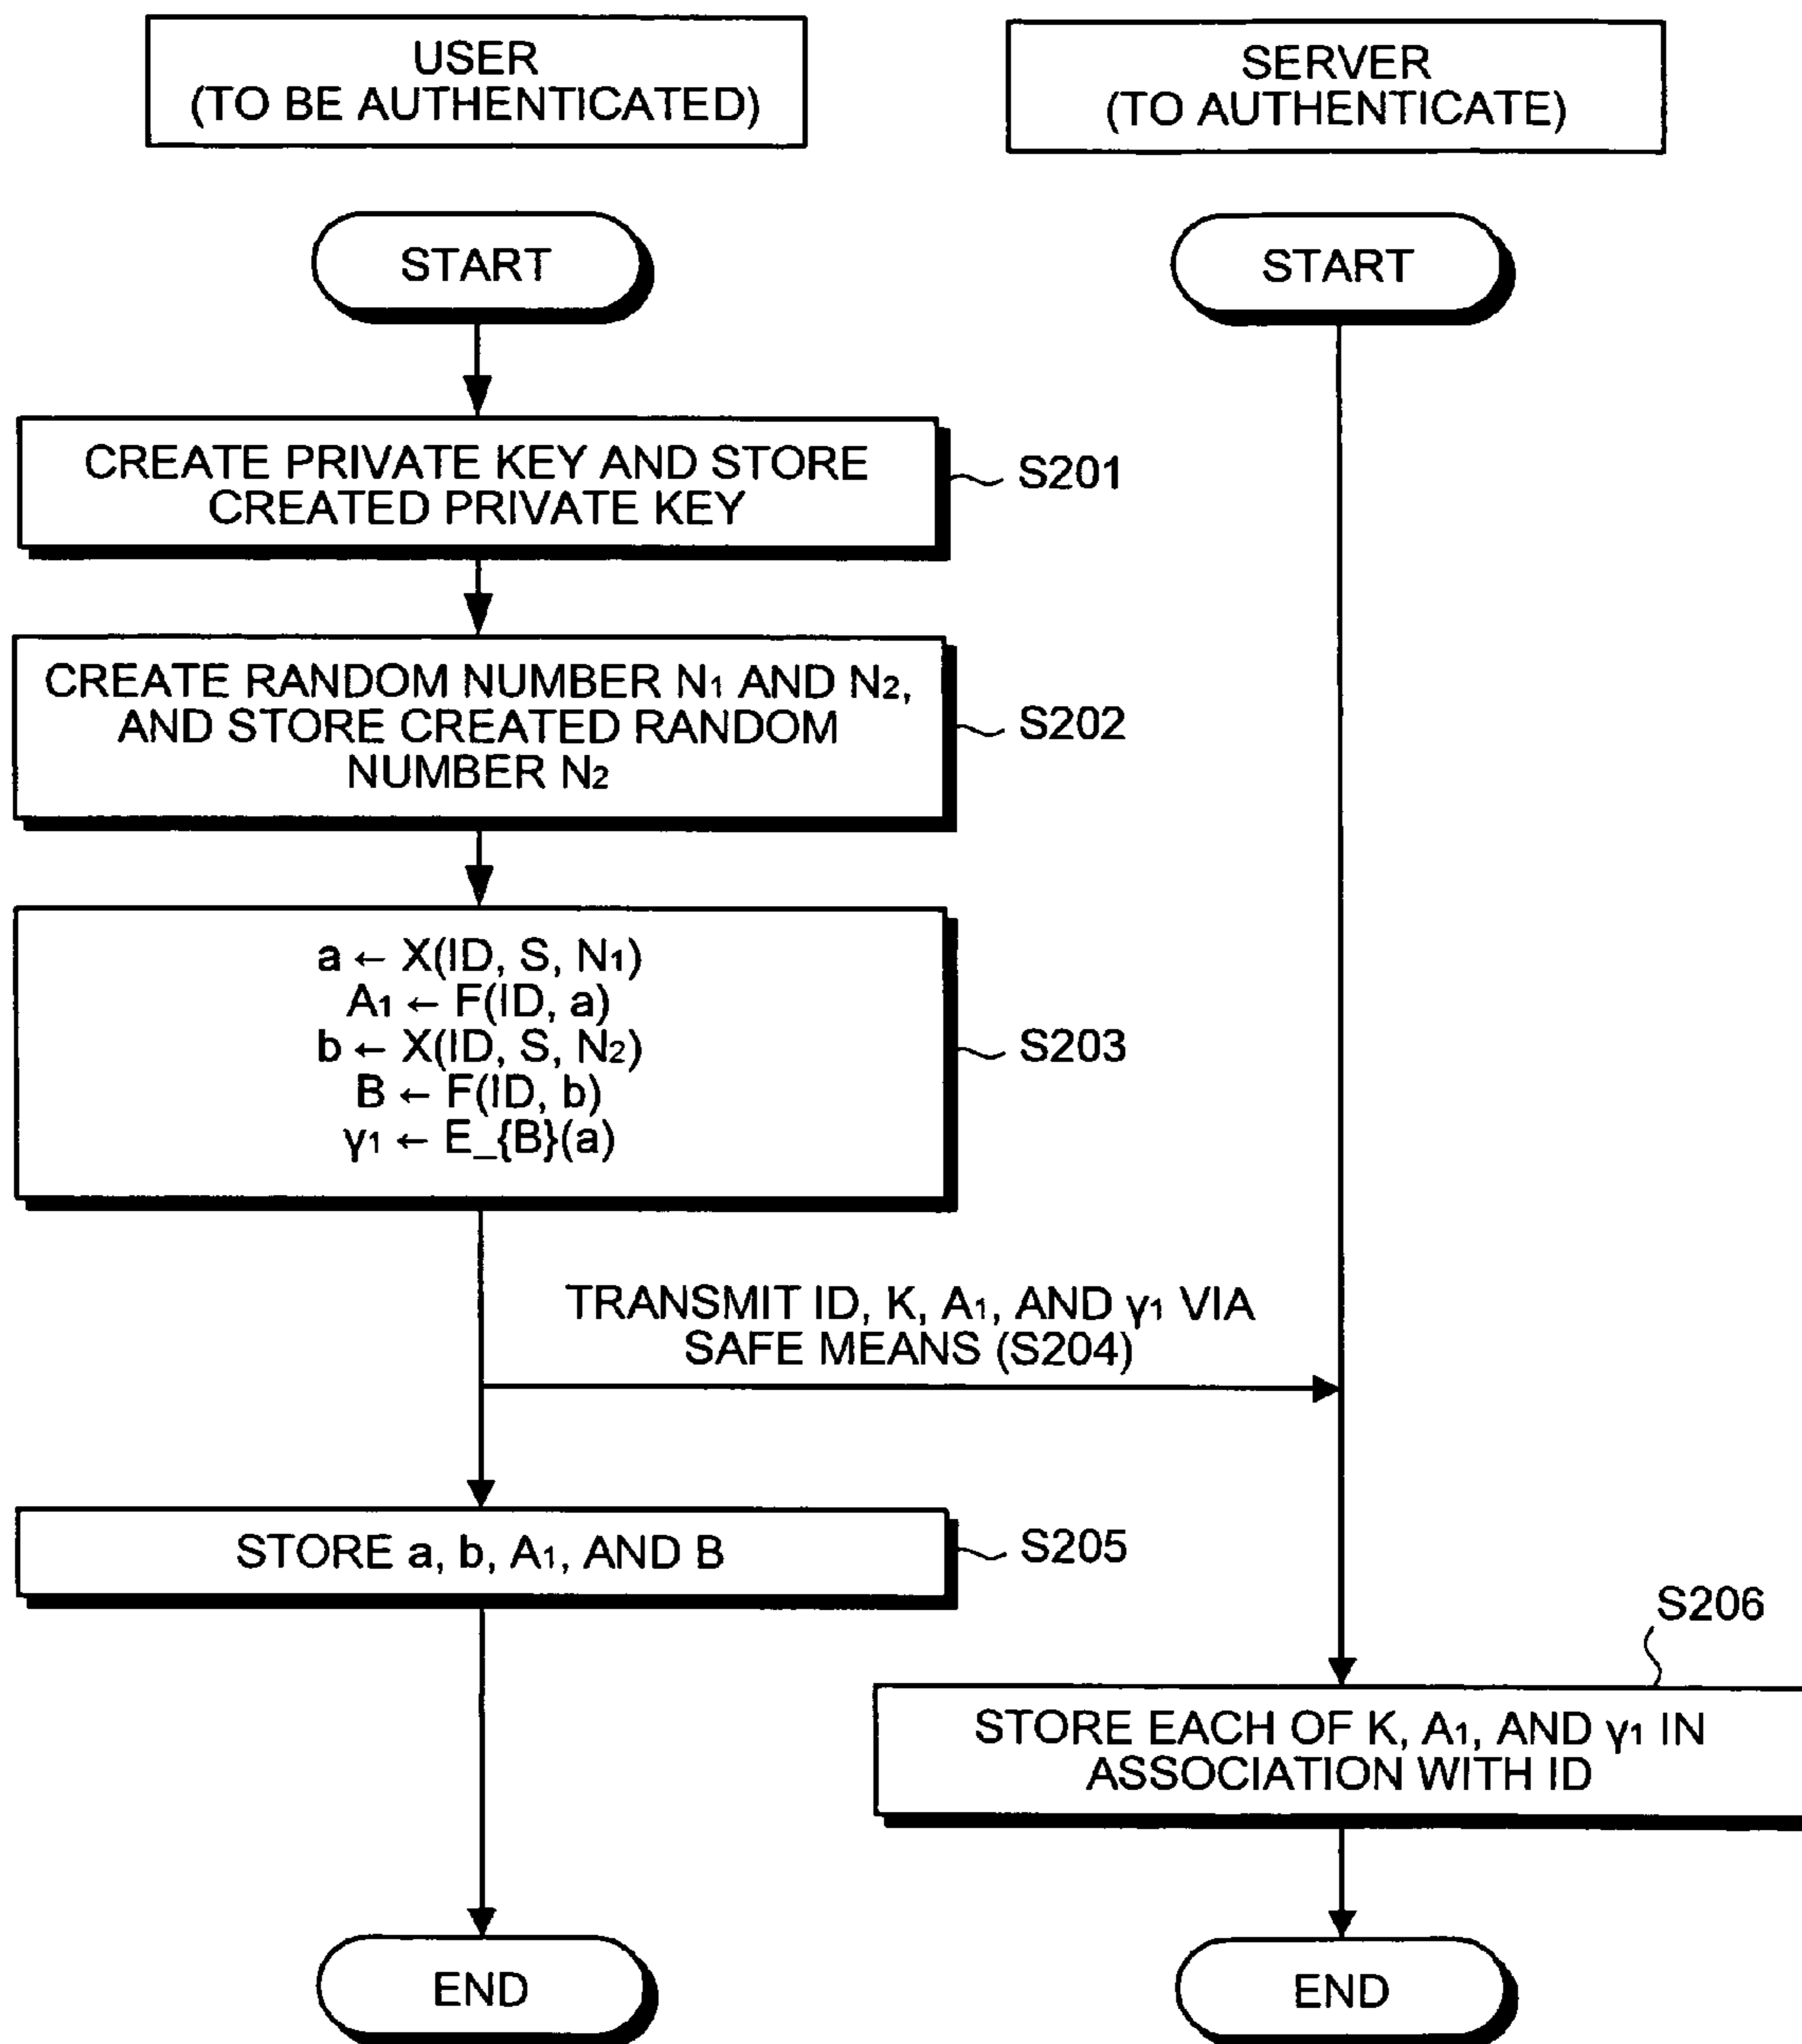 USER
(TO BE AUTHENTICATED)
SERVER
(TO AUTHENTICATE)
START
START
CREATE PRIVATE KEY AND STORE
CREATED PRIVATE KEY
S201
CREATE RANDOM NUMBER N₁ AND N₂,
AND STORE CREATED RANDOM
NUMBER N₂
S202
a ← X(ID, S, N₁)
A₁ ← F(ID, a)
b ← X(ID, S, N₂)
B ← F(ID, b)
γ₁ ← E_{B}(a)
S203
TRANSMIT ID, K, A₁, AND γ₁ VIA
SAFE MEANS (S204)
STORE a, b, A₁, AND B
S205
S206
STORE EACH OF K, A₁, AND γ₁ IN
ASSOCIATION WITH ID
END
END